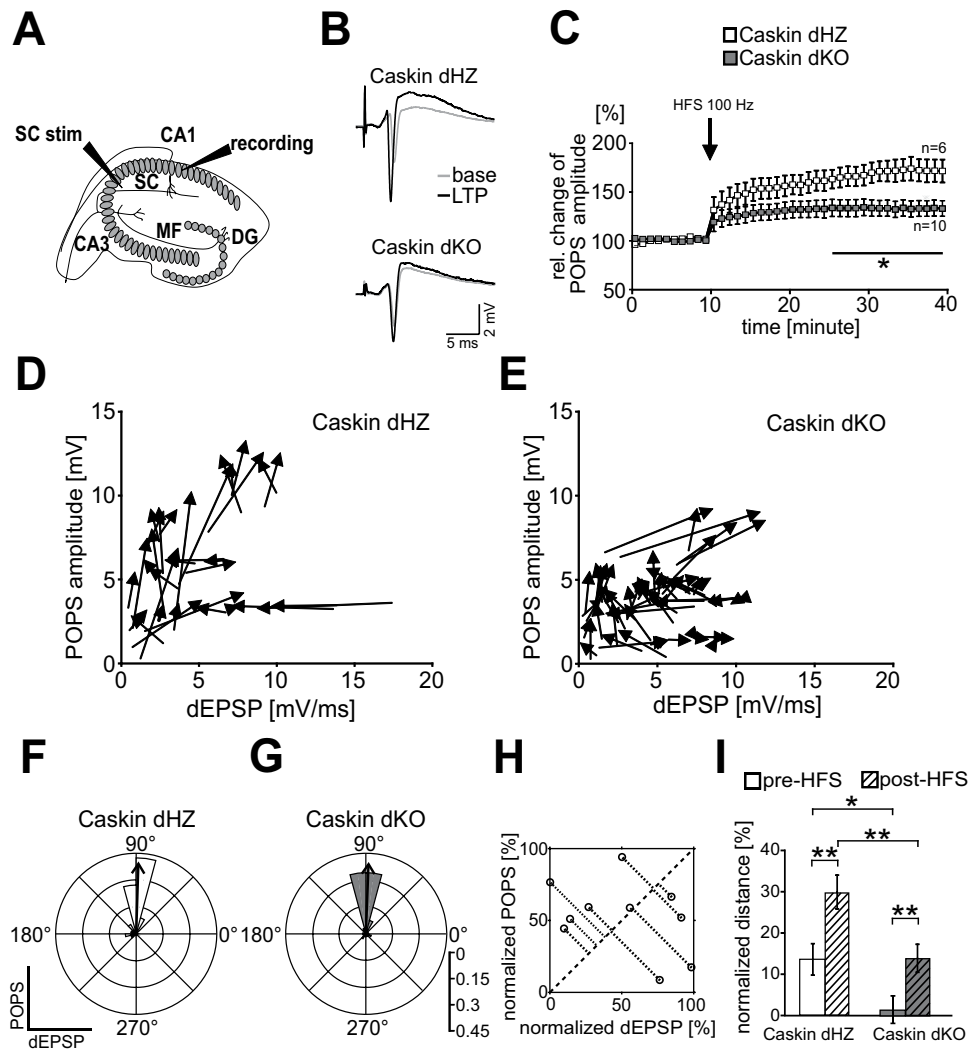 A
SC stim
CA1
recording
SC
MF
DG
CA3
B
Caskin dHZ
base
LTP
Caskin dKO
5 ms
2 mV
C
Caskin dHZ
Caskin dKO
[%]
HFS 100 Hz
n=6
n=10
200
150
100
50
rel. change of
POPS amplitude
*
0 10 20 30 40
time [minute]
D
Caskin dHZ
15
10
5
0
POPS amplitude [mV]
0 5 10 15 20
dEPSP [mV/ms]
E
Caskin dKO
15
10
5
0
POPS amplitude [mV]
0 5 10 15 20
dEPSP [mV/ms]
F
Caskin dHZ
90°
180°
0°
270°
POPS
dEPSP
G
Caskin dKO
90°
180°
0°
270°
0
0.15
0.3
0.45
H
100
50
0
normalized POPS [%]
0 50 100
normalized dEPSP [%]
I
pre-HFS post-HFS
*
**
**
**
40
30
20
10
0
normalized distance [%]
Caskin dHZ Caskin dKO